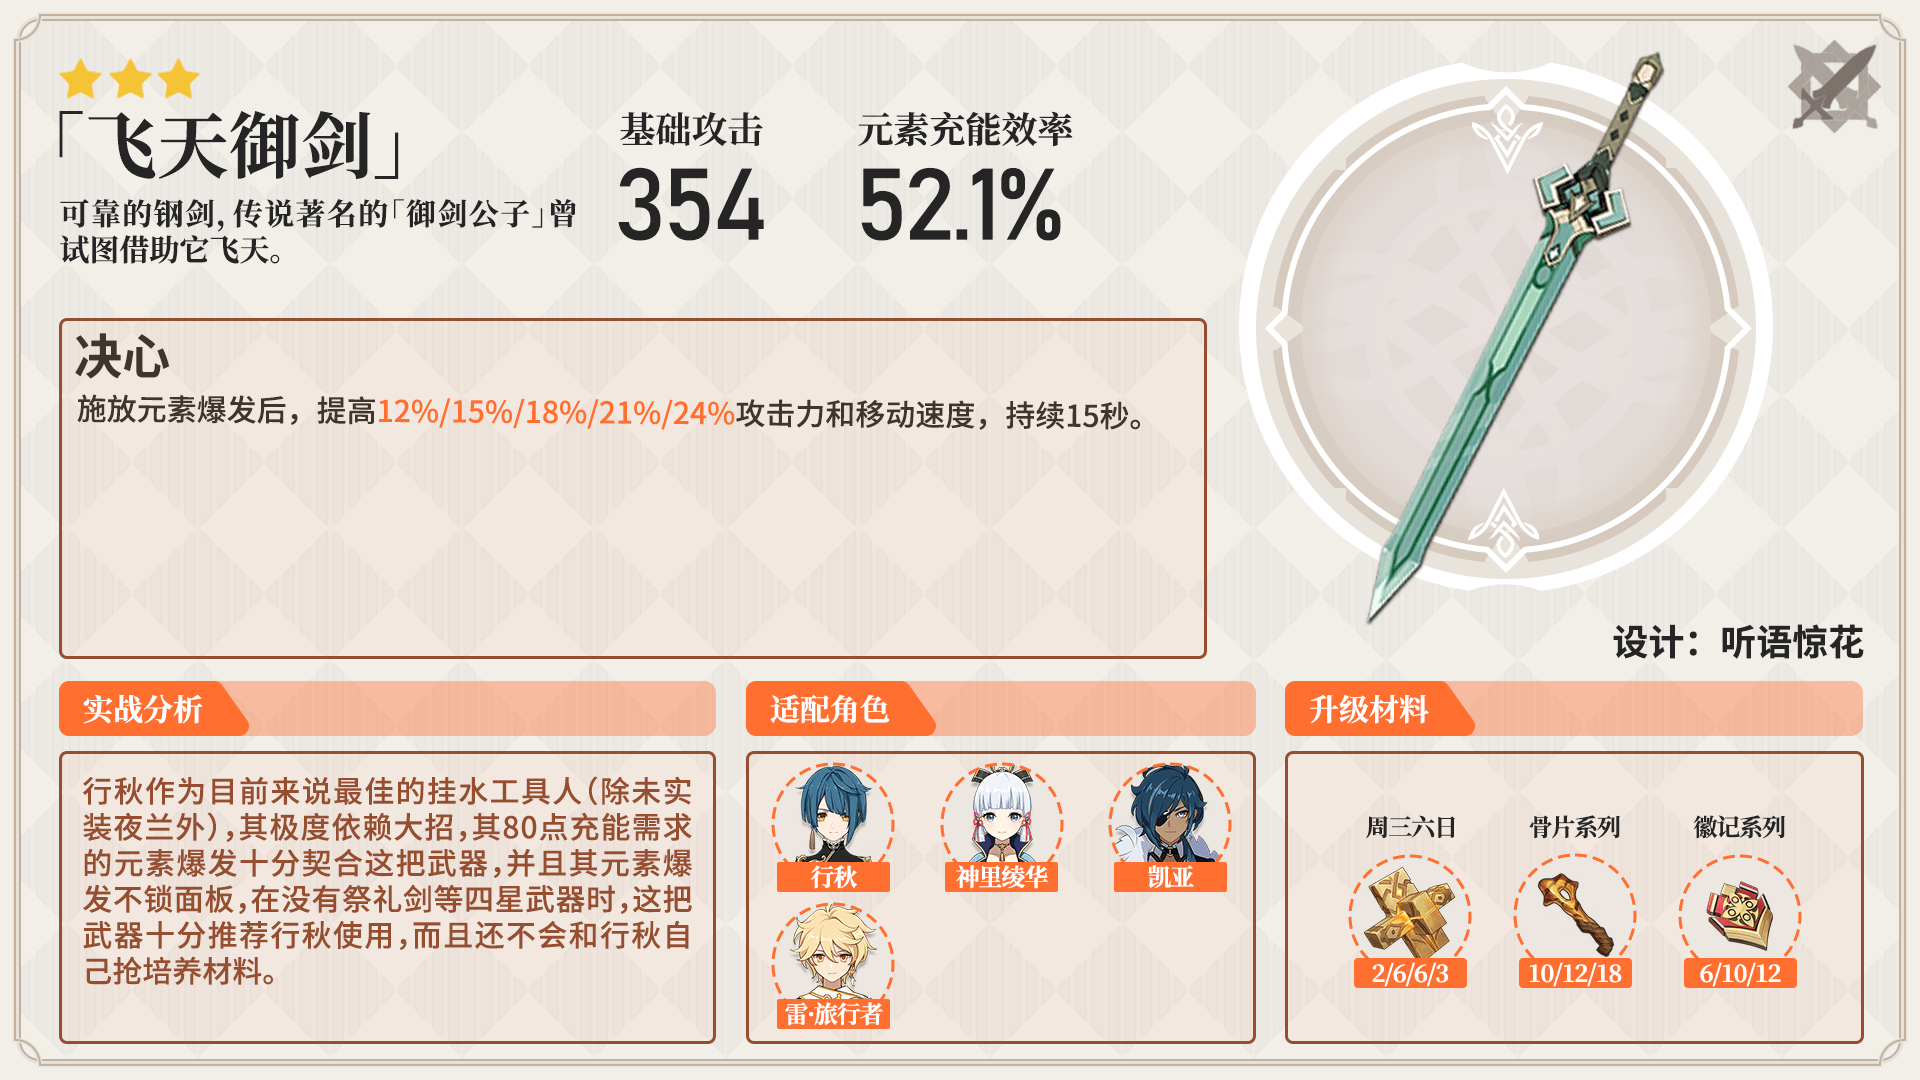 「飞天御剑」
可靠的钢剑,传说著名的「御剑公子」曾
试图借助它飞天。
基础攻击
354
元素充能效率
52.1%
决心
施放元素爆发后，提高12%/15%/18%/21%/24%攻击力和移动速度，持续15秒。
设计：听语惊花
实战分析
行秋作为目前来说最佳的挂水工具人(除未实
装夜兰外),其极度依赖大招,其80点充能需求
的元素爆发十分契合这把武器,并且其元素爆
发不锁面板,在没有祭礼剑等四星武器时,这把
武器十分推荐行秋使用,而且还不会和行秋自
己抢培养材料。
适配角色
行秋
神里绫华
凯亚
雷·旅行者
升级材料
周三六日
2/6/6/3
骨片系列
10/12/18
徽记系列
6/10/12